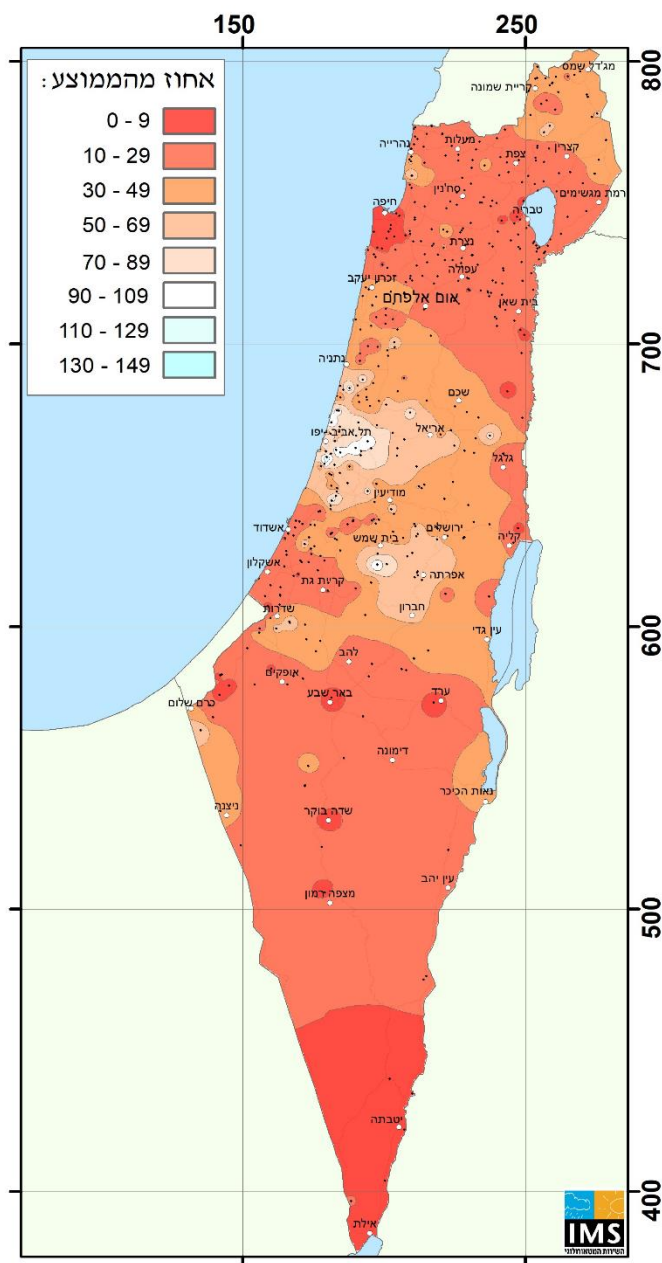 150
250
800
אחוז מהממוצע:
0 - 9
10 - 29
30 - 49
50 - 69
70 - 89
90 - 109
110 - 129
130 - 149
מג'דל שמס
קריית שמונה
נהרייה
מעלות
צפת
קצרין
רמת מגשימים
סח'נין
חיפה
טבריה
נצרת
עפולה
זכרון יעקב
אום אלפחם
בית שאן
700
נתניה
שכם
תל אביב-יפו
אריאל
גלגל
מודיעין
אשדוד
ירושלים
קליה
בית שמש
אשקלון
אפרתה
קרית גת
חברון
600
שדרות
עין גדי
להב
אופקים
באר שבע
ערד
כרם שלום
דימונה
נאות הכיכר
ניצנה
שדה בוקר
עין יהב
מצפה רמון
500
יטבתה
400
אילת
IMS
השירות המטאורולוגי